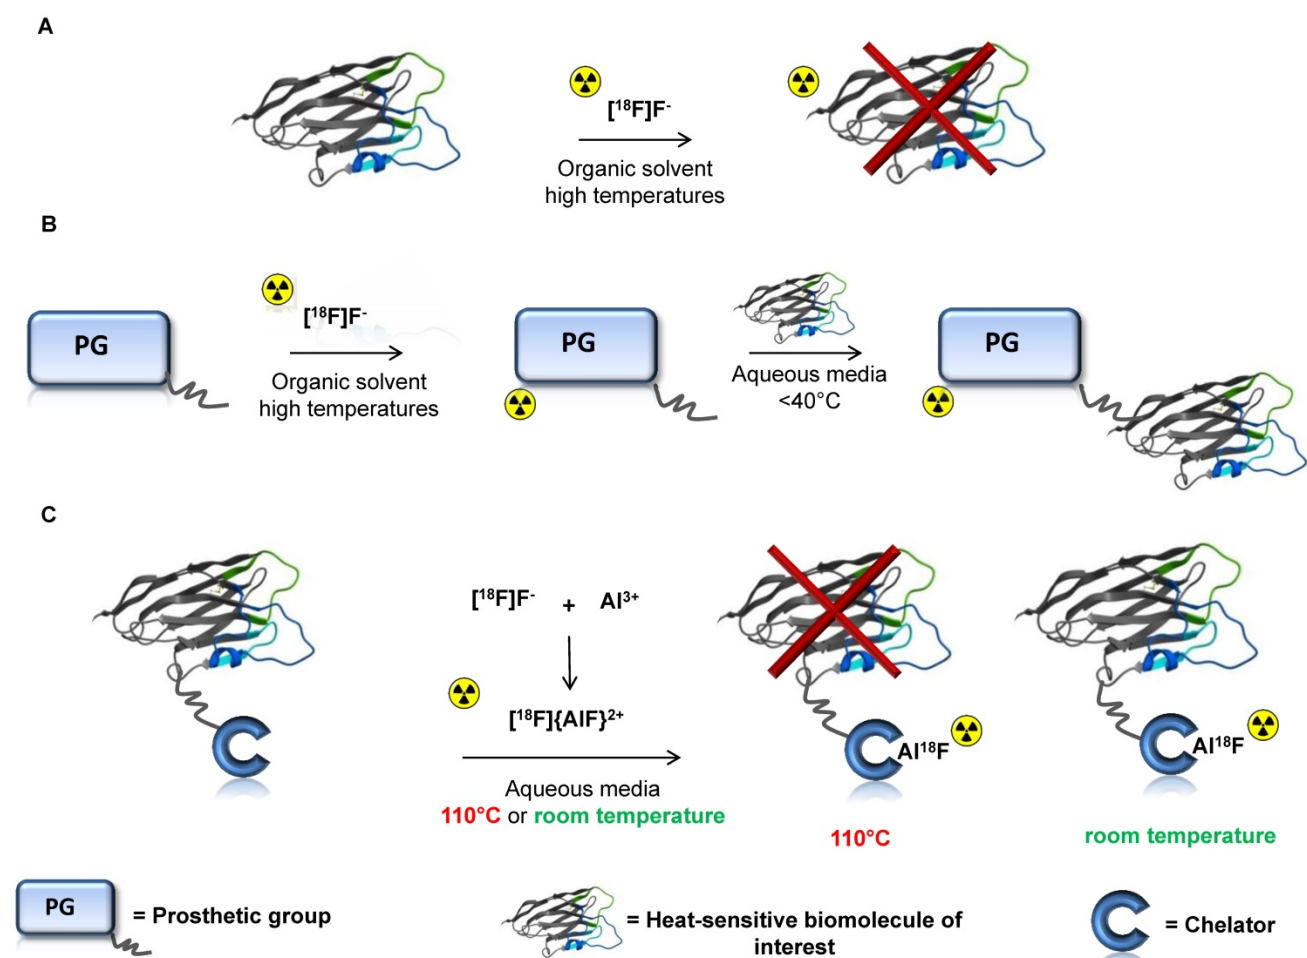 A
[¹⁸F]F⁻
Organic solvent
high temperatures
B
PG
[¹⁸F]F⁻
Organic solvent
high temperatures
PG
Aqueous media
<40°C
PG
C
[¹⁸F]F⁻ + Al³⁺
[¹⁸F]{AlF}²⁺
Aqueous media
110°C or room temperature
Al¹⁸F
110°C
Al¹⁸F
room temperature
PG
= Prosthetic group
= Heat-sensitive biomolecule of
interest
= Chelator